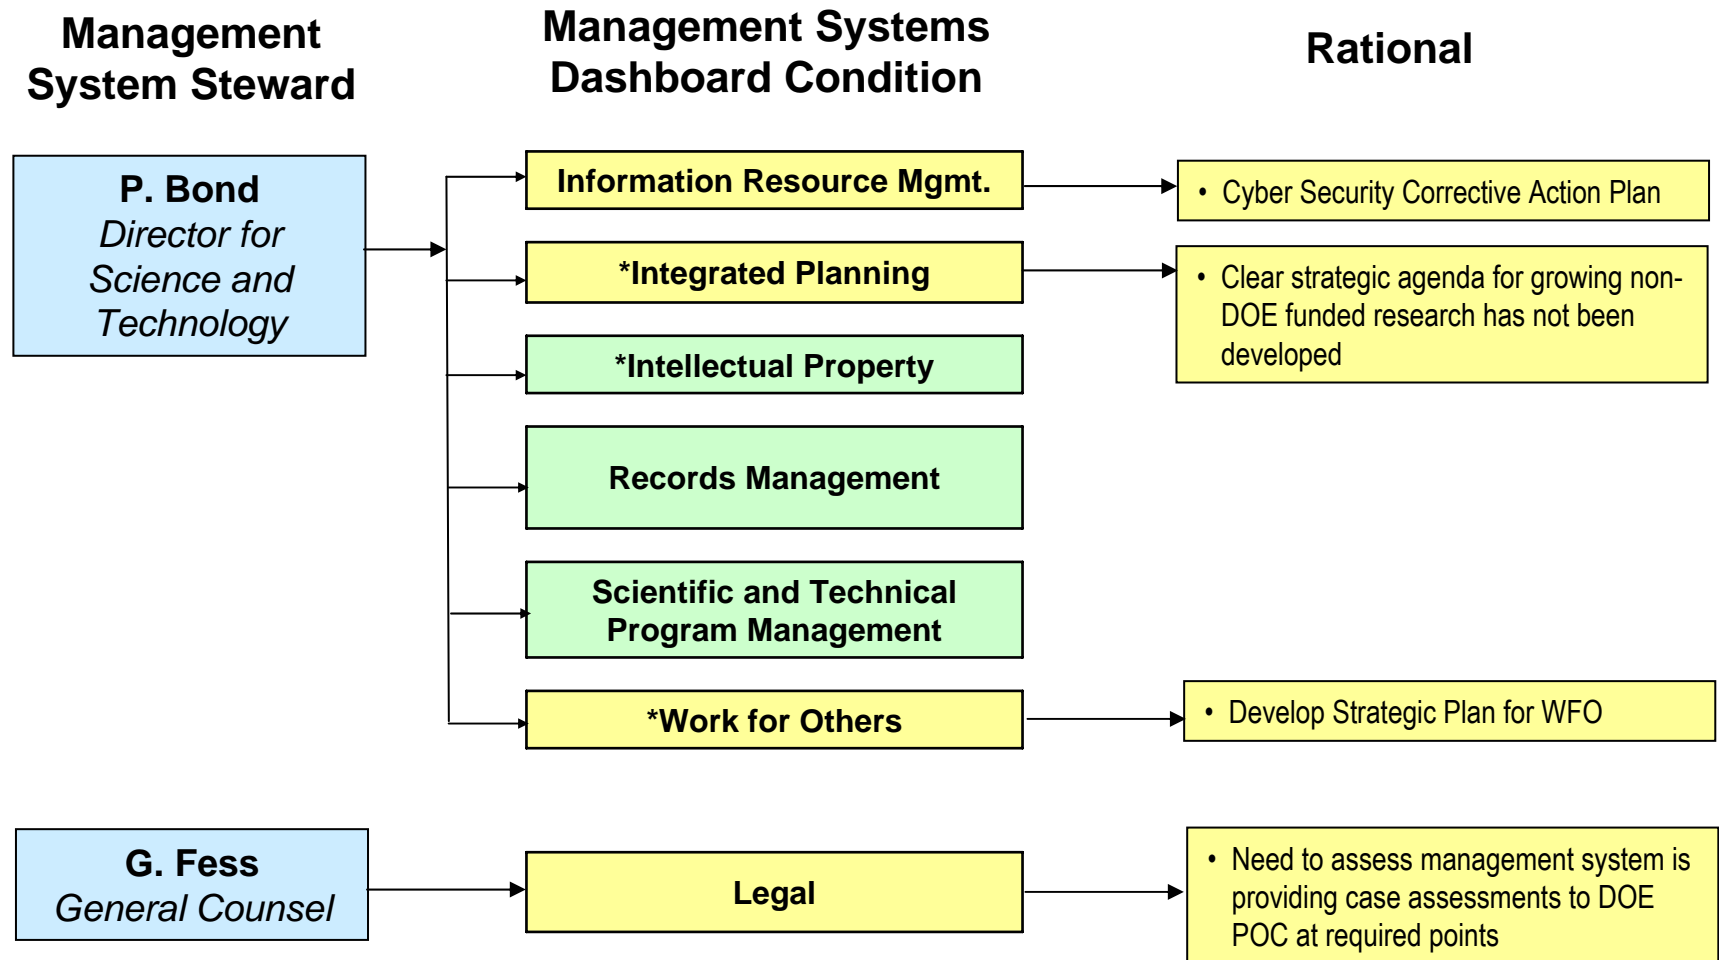 Management
System Steward
Management Systems
Dashboard Condition
Rational
P. Bond
Director for
Science and
Technology
Information Resource Mgmt.
• Cyber Security Corrective Action Plan
*Integrated Planning
• Clear strategic agenda for growing non-
DOE funded research has not been
developed
*Intellectual Property
Records Management
Scientific and Technical
Program Management
*Work for Others
• Develop Strategic Plan for WFO
G. Fess
General Counsel
Legal
• Need to assess management system is
providing case assessments to DOE
POC at required points